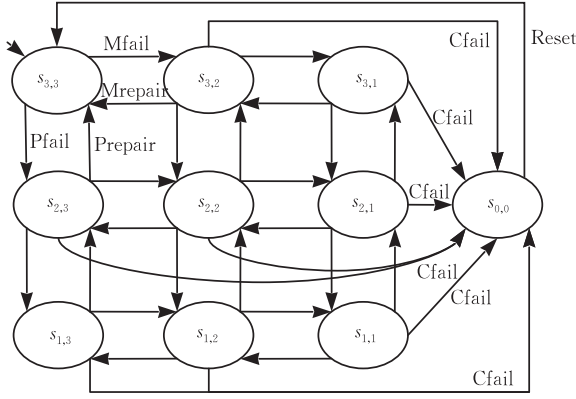 Mfail
Cfail
Reset
s3,3
s3,2
s3,1
Mrepair
Cfail
Pfail
Prepair
Cfail
s2,3
s2,2
s2,1
s0,0
Cfail
Cfail
s1,3
s1,2
s1,1
Cfail